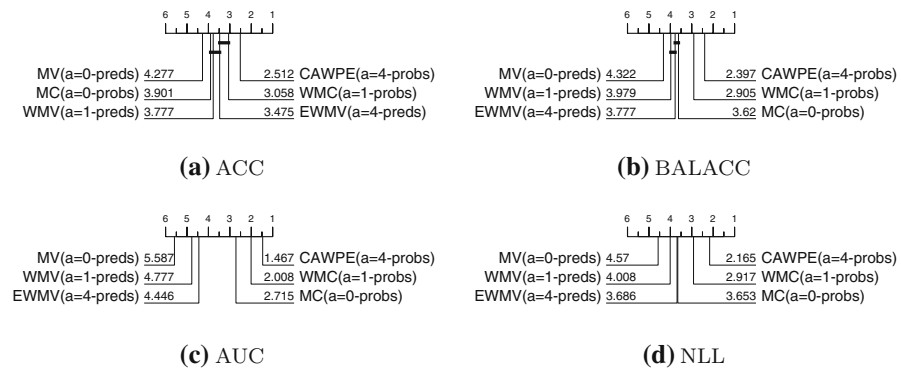 6 5 4 3 2 1
MV(a=0-preds) 4.277 2.512 CAWPE(a=4-probs)
MC(a=0-probs) 3.901 3.058 WMC(a=1-probs)
WMV(a=1-preds) 3.777 3.475 EWMV(a=4-preds)
(a) ACC
6 5 4 3 2 1
MV(a=0-preds) 4.322 2.397 CAWPE(a=4-probs)
WMV(a=1-preds) 3.979 2.905 WMC(a=1-probs)
EWMV(a=4-preds) 3.777 3.62 MC(a=0-probs)
(b) BALACC
6 5 4 3 2 1
MV(a=0-preds) 5.587 1.467 CAWPE(a=4-probs)
WMV(a=1-preds) 4.777 2.008 WMC(a=1-probs)
EWMV(a=4-preds) 4.446 2.715 MC(a=0-probs)
(c) AUC
6 5 4 3 2 1
MV(a=0-preds) 4.57 2.165 CAWPE(a=4-probs)
WMV(a=1-preds) 4.008 2.917 WMC(a=1-probs)
EWMV(a=4-preds) 3.686 3.653 MC(a=0-probs)
(d) NLL